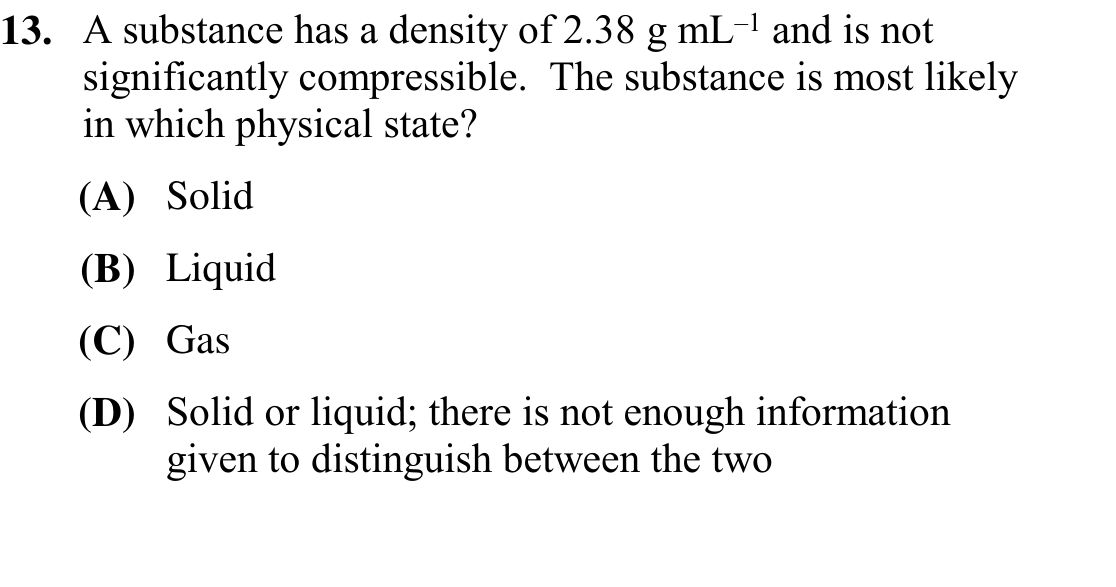 13. A substance has a density of 2.38 g mL⁻¹ and is not
significantly compressible. The substance is most likely
in which physical state?
(A) Solid
(B) Liquid
(C) Gas
(D) Solid or liquid; there is not enough information
given to distinguish between the two